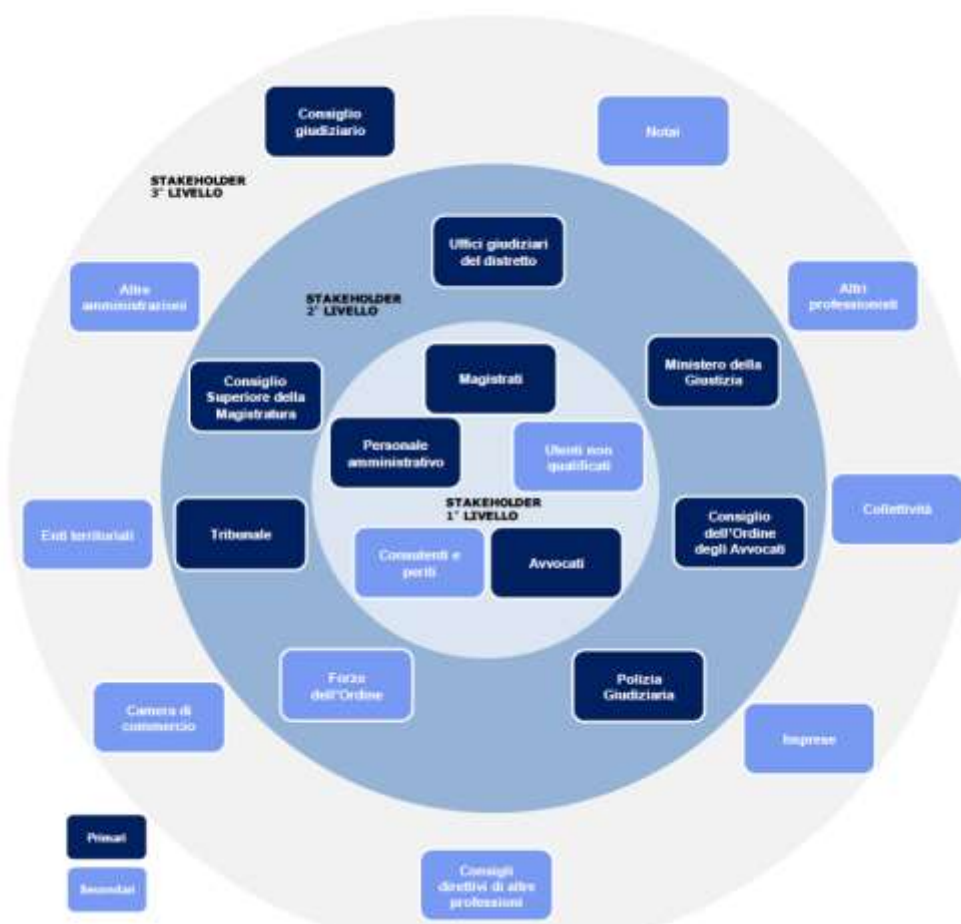 Consiglio
giudiziario
Notai
STAKEHOLDER
3° LIVELLO
Uffici giudiziari
del distretto
Altre
amministrazioni
Altri
professionisti
STAKEHOLDER
2° LIVELLO
Magistrati
Ministero della
Giustizia
Consiglio
Superiore della
Magistratura
Personale
amministrativo
Utenti non
qualificati
STAKEHOLDER
1° LIVELLO
Collettività
Enti territoriali
Tribunale
Consiglio
dell'Ordine
degli Avvocati
Consulenti e
periti
Avvocati
Forze
dell'Ordine
Polizia
Giudiziaria
Camera di
commercio
Imprese
Primari
Secondari
Consigli
direttivi di altre
professioni